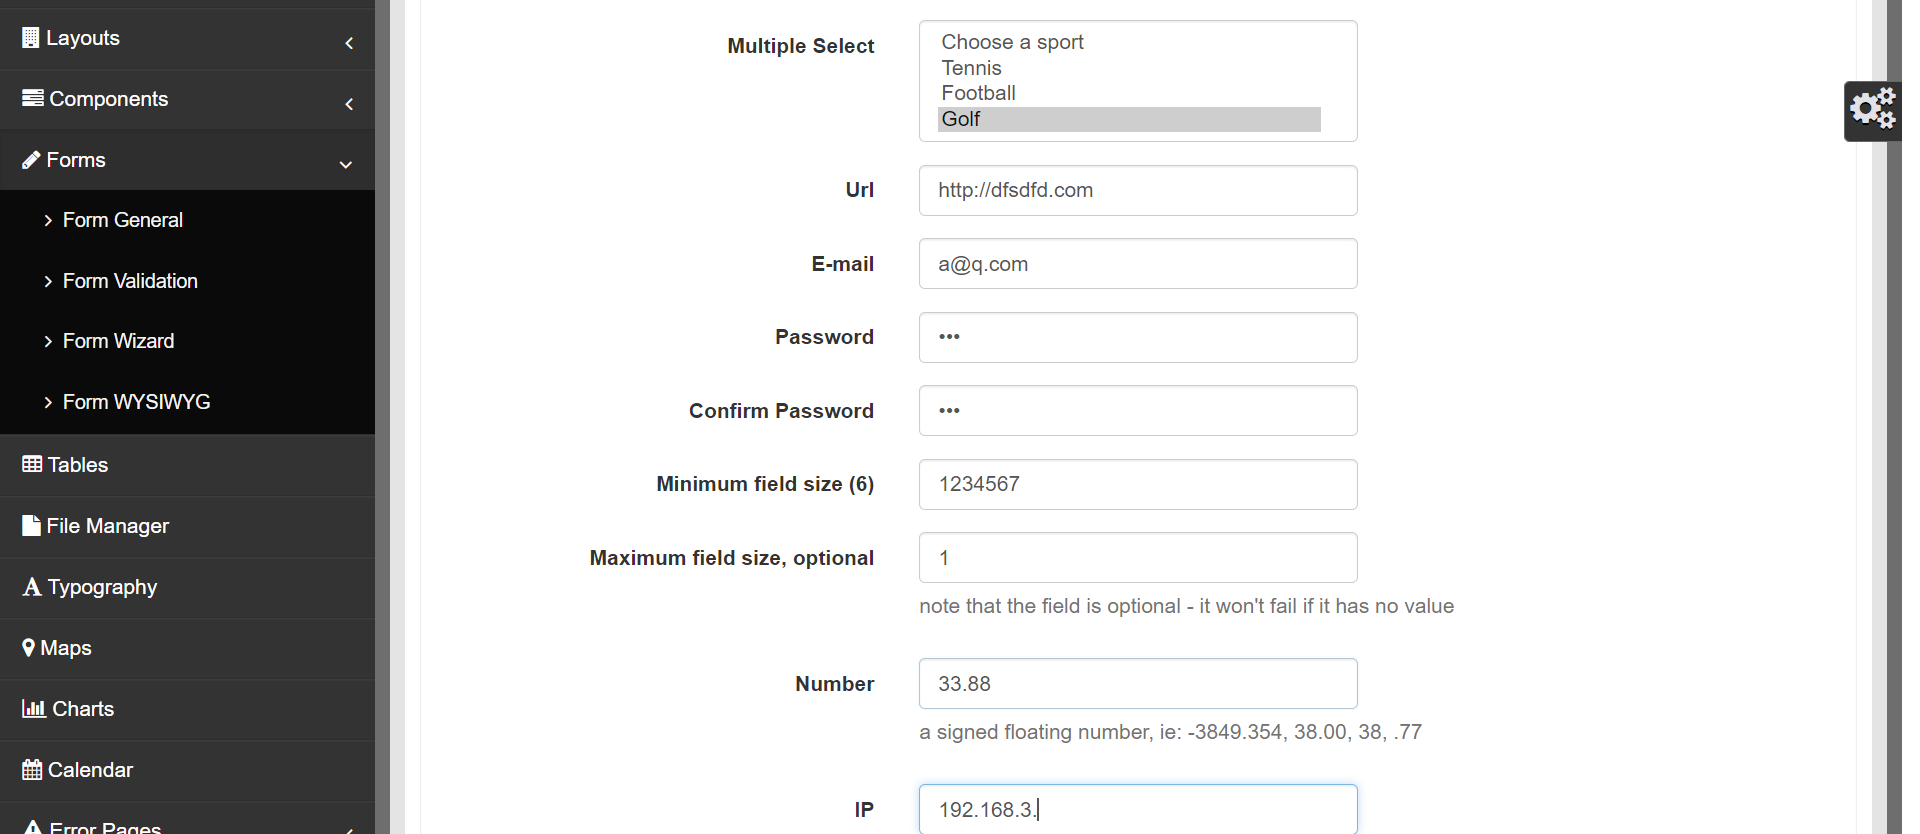 Layouts
Components
Forms
Form General
Form Validation
Form Wizard
Form WYSIWYG
Tables
File Manager
Typography
Maps
Charts
Calendar
Error Pages
Multiple Select
Choose a sport
Tennis
Football
Golf
Url
http://dfsdfd.com
E-mail
a@q.com
Password
•••
Confirm Password
•••
Minimum field size (6)
1234567
Maximum field size, optional
1
note that the field is optional - it won't fail if it has no value
Number
33.88
a signed floating number, ie: -3849.354, 38.00, 38, .77
IP
192.168.3.